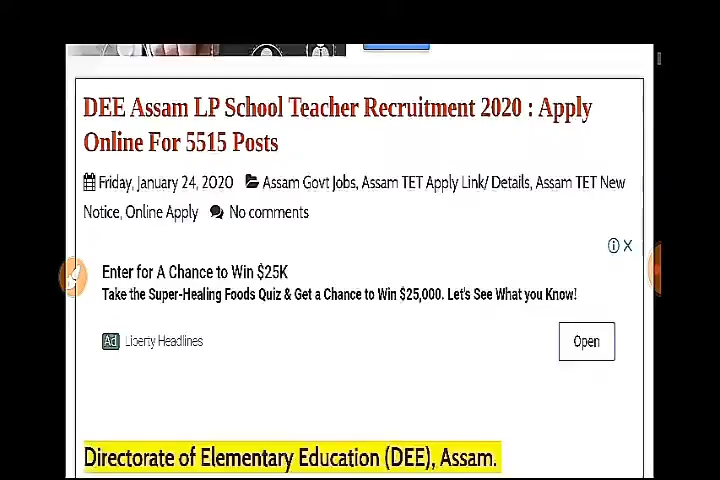 DEE Assam LP School Teacher Recruitment 2020 : Apply
Online For 5515 Posts
Friday, January 24, 2020 Assam Govt Jobs, Assam TET Apply Link/ Details, Assam TET New
Notice, Online Apply No comments
Enter for A Chance to Win $25K
Take the Super-Healing Foods Quiz & Get a Chance to Win $25,000. Let's See What you Know!
Ad Liberty Headlines
Open
Directorate of Elementary Education (DEE), Assam.